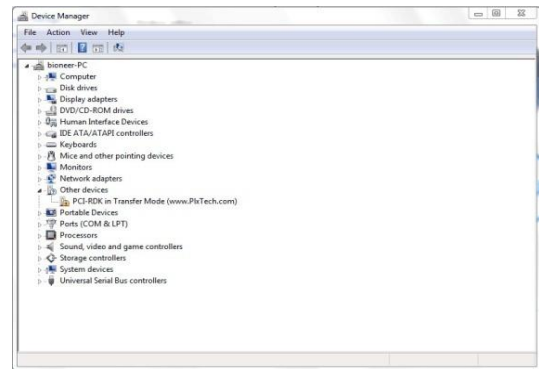 Device Manager
File Action View Help
bioneer-PC
Computer
Disk drives
Display adapters
DVD/CD-ROM drives
Human Interface Devices
IDE ATA/ATAPI controllers
Keyboards
Mice and other pointing devices
Monitors
Network adapters
Other devices
PCI-RDK in Transfer Mode (www.PlxTech.com)
Portable Devices
Ports (COM & LPT)
Processors
Sound, video and game controllers
Storage controllers
System devices
Universal Serial Bus controllers